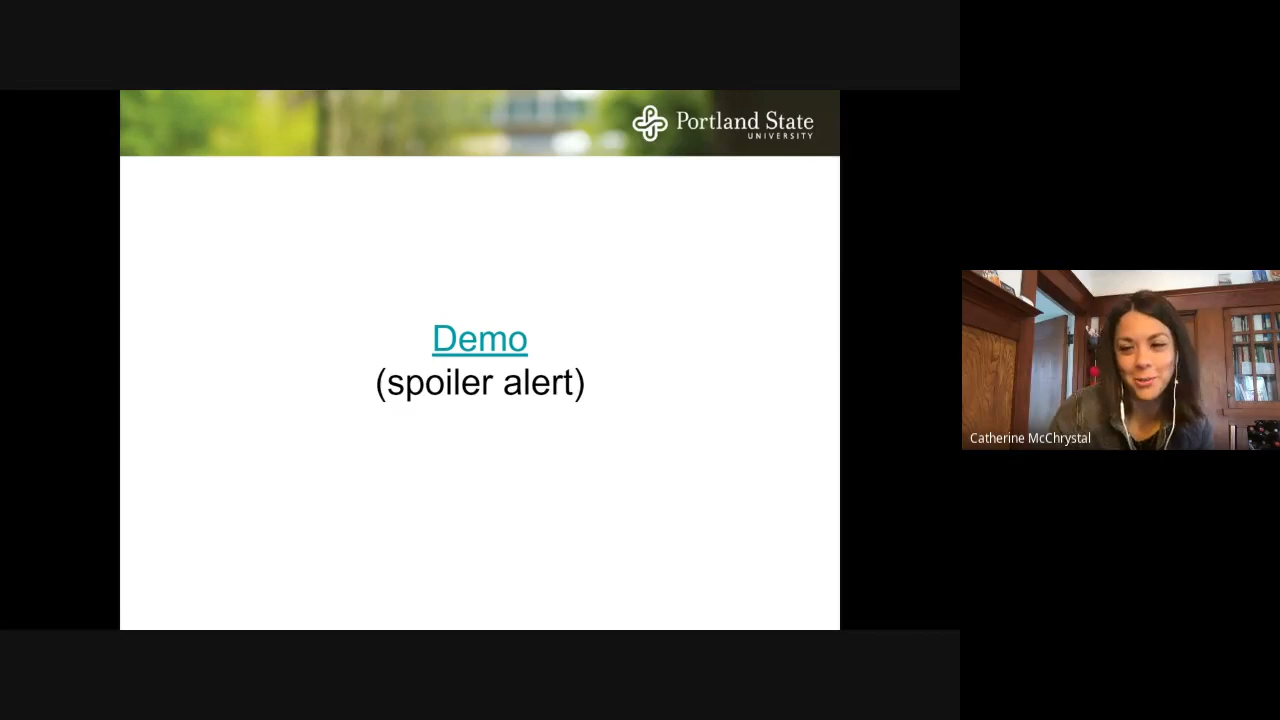 Portland State
UNIVERSITY
Demo
(spoiler alert)
Catherine McChrystal